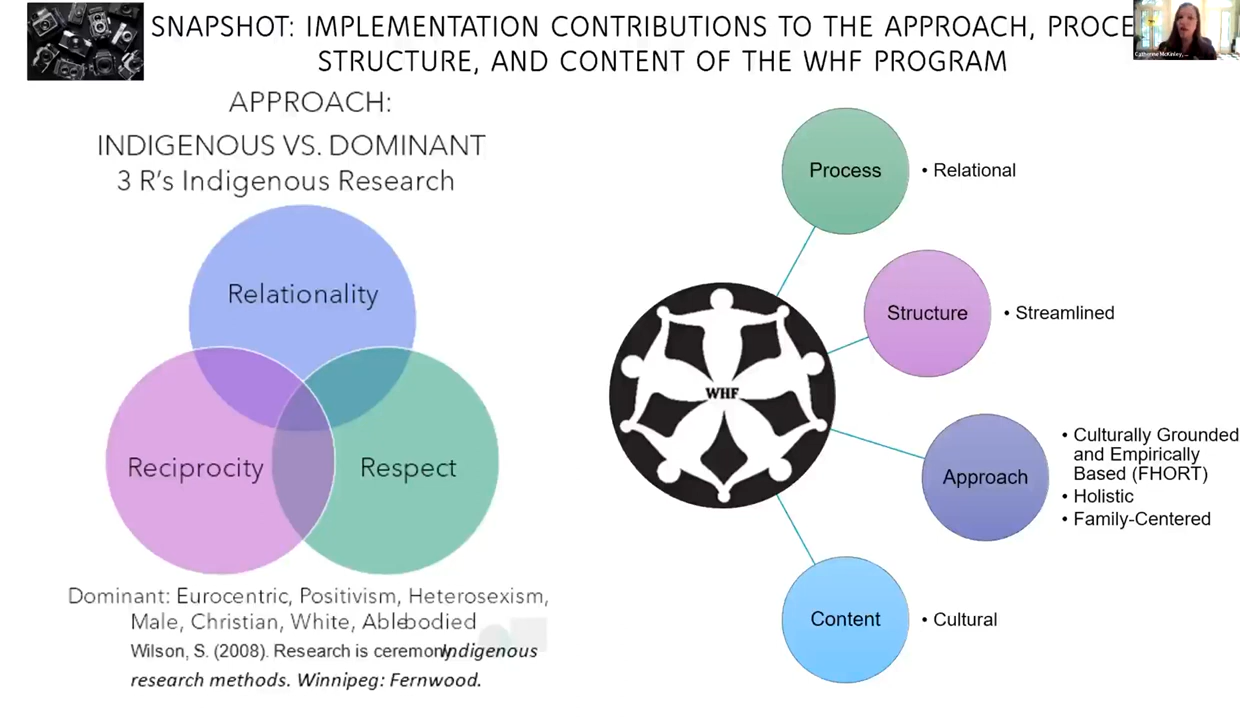 SNAPSHOT: IMPLEMENTATION CONTRIBUTIONS TO THE APPROACH, PROCE
STRUCTURE, AND CONTENT OF THE WHF PROGRAM
APPROACH:
INDIGENOUS VS. DOMINANT
3 R's Indigenous Research
Relationality
Reciprocity
Respect
Dominant: Eurocentric, Positivism, Heterosexism,
Male, Christian, White, Ablebodied
Wilson, S. (2008). Research is ceremony Indigenous
research methods. Winnipeg: Fernwood.
Process
• Relational
Structure
• Streamlined
WHF
Approach
• Culturally Grounded
and Empirically
Based (FHORT)
• Holistic
• Family-Centered
Content
• Cultural
Catherine McKinley, ...